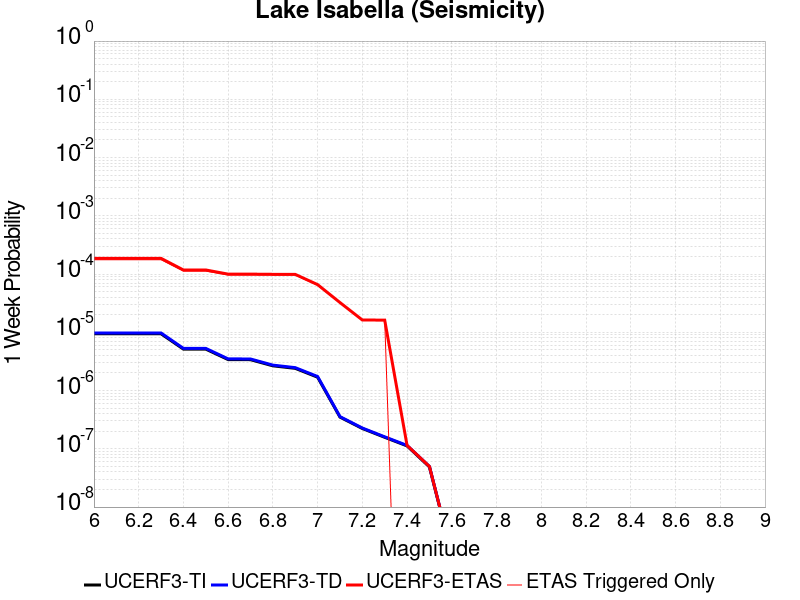 Lake Isabella (Seismicity)
1 Week Probability
10^0
10^-1
10^-2
10^-3
10^-4
10^-5
10^-6
10^-7
10^-8
6 6.2 6.4 6.6 6.8 7 7.2 7.4 7.6 7.8 8 8.2 8.4 8.6 8.8 9
Magnitude
UCERF3-TI UCERF3-TD UCERF3-ETAS ETAS Triggered Only